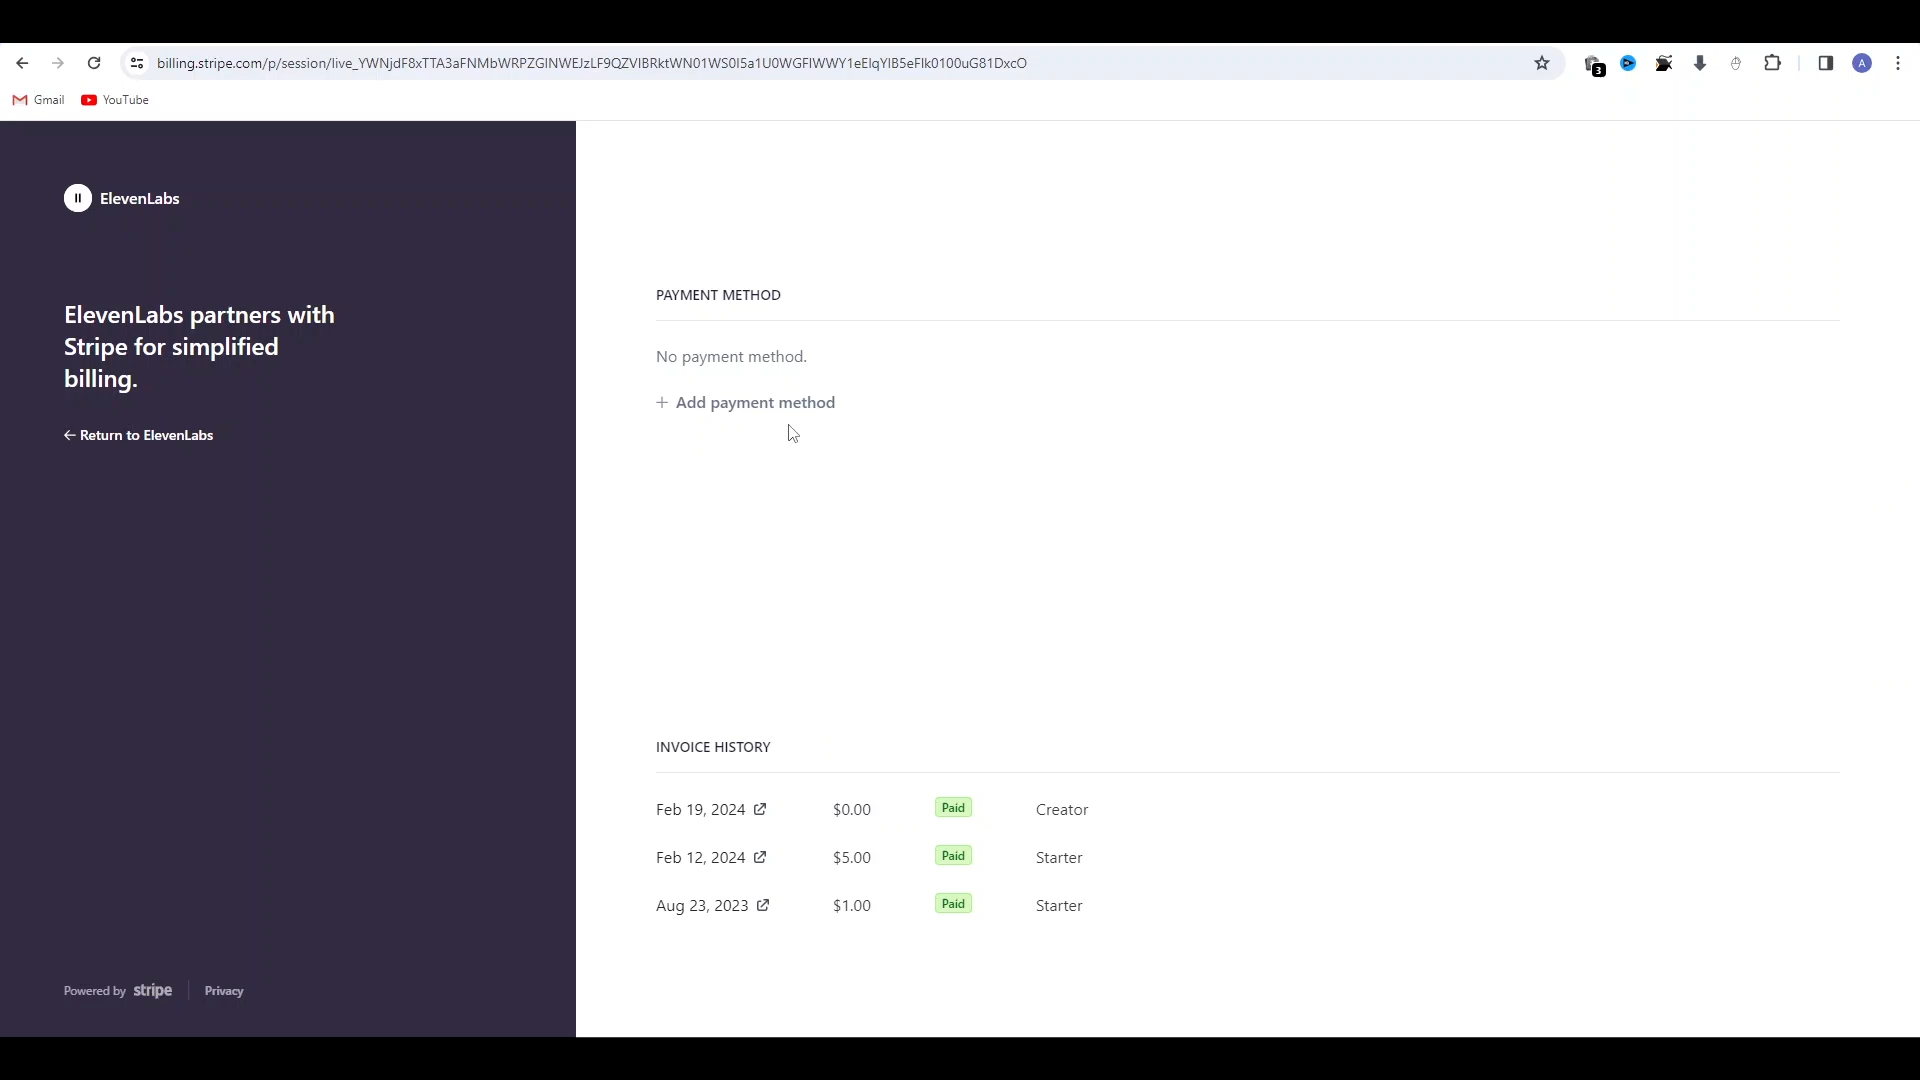 billing.stripe.com/p/session/
3
A
Gmail
YouTube
ElevenLabs
ElevenLabs partners with
Stripe for simplified
billing.
Return to ElevenLabs
PAYMENT METHOD
No payment method.
Add payment method
INVOICE HISTORY
Feb 19, 2024 $0.00 Paid Creator
Feb 12, 2024 $5.00 Paid Starter
Aug 23, 2023 $1.00 Paid Starter
Powered by stripe
Privacy